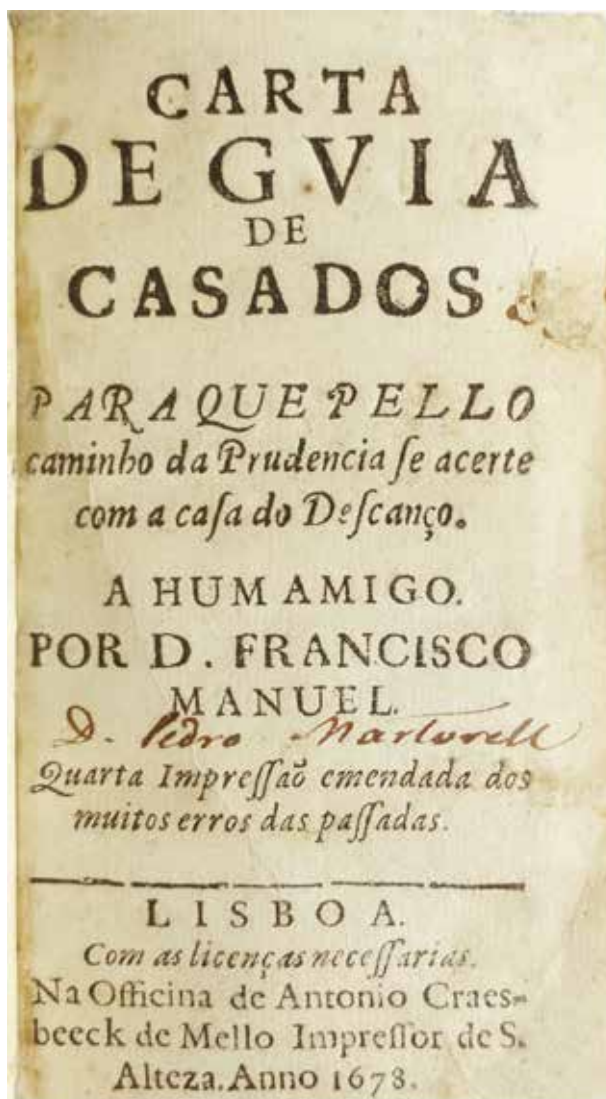 CARTA
DE GVIA
DE
CASADOS
PARA QUE PELLO
caminho da Prudencia ſe acerte
com a caſa do Deſcanço.
A HUM AMIGO.
POR D. FRANCISCO
MANUEL.
D. Pedro Martorell
Quarta Impreſſaõ emendada dos
muitos erros das paſſadas.
LISBOA.
Com as licenças neceſſarias.
Na Officina de Antonio Craes-
beeck de Mello Impreſſor de S.
Alteza. Anno 1678.